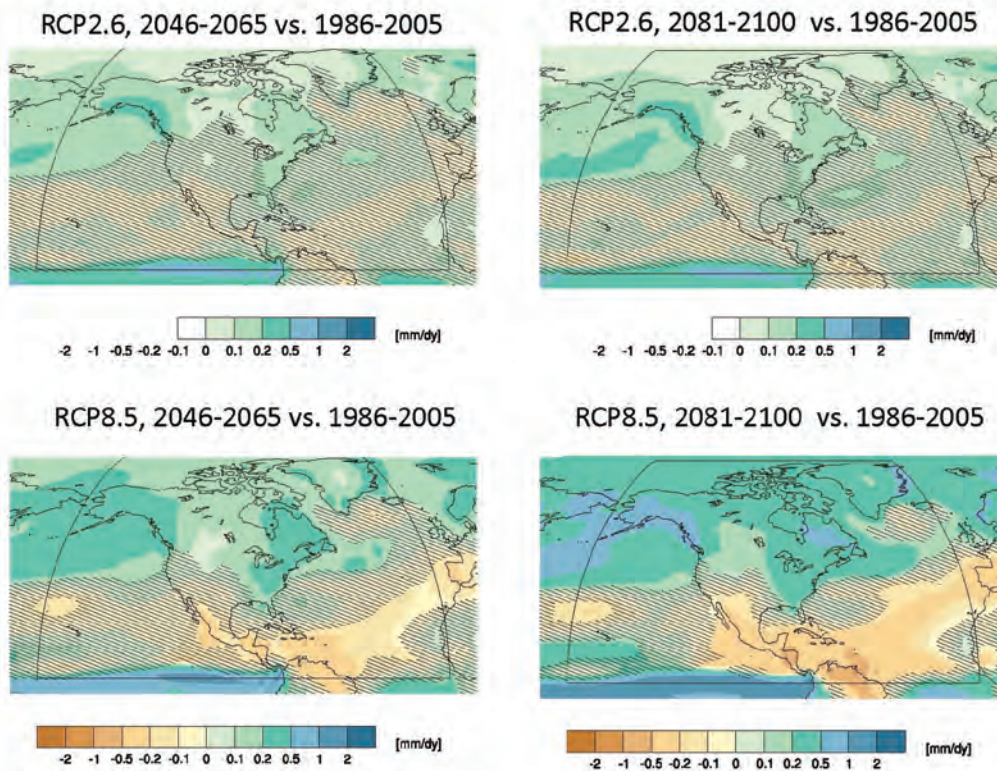 RCP2.6, 2046-2065 vs. 1986-2005
RCP2.6, 2081-2100 vs. 1986-2005
[mm/dy]
-2 -1 -0.5 -0.2 -0.1 0 0.1 0.2 0.5 1 2
[mm/dy]
-2 -1 -0.5 -0.2 -0.1 0 0.1 0.2 0.5 1 2
RCP8.5, 2046-2065 vs. 1986-2005
RCP8.5, 2081-2100 vs. 1986-2005
[mm/dy]
-2 -1 -0.5 -0.2 0 0.1 0.2 0.5 1 2
[mm/dy]
-2 -1 -0.5 -0.2 0 0.1 0.2 0.5 1 2